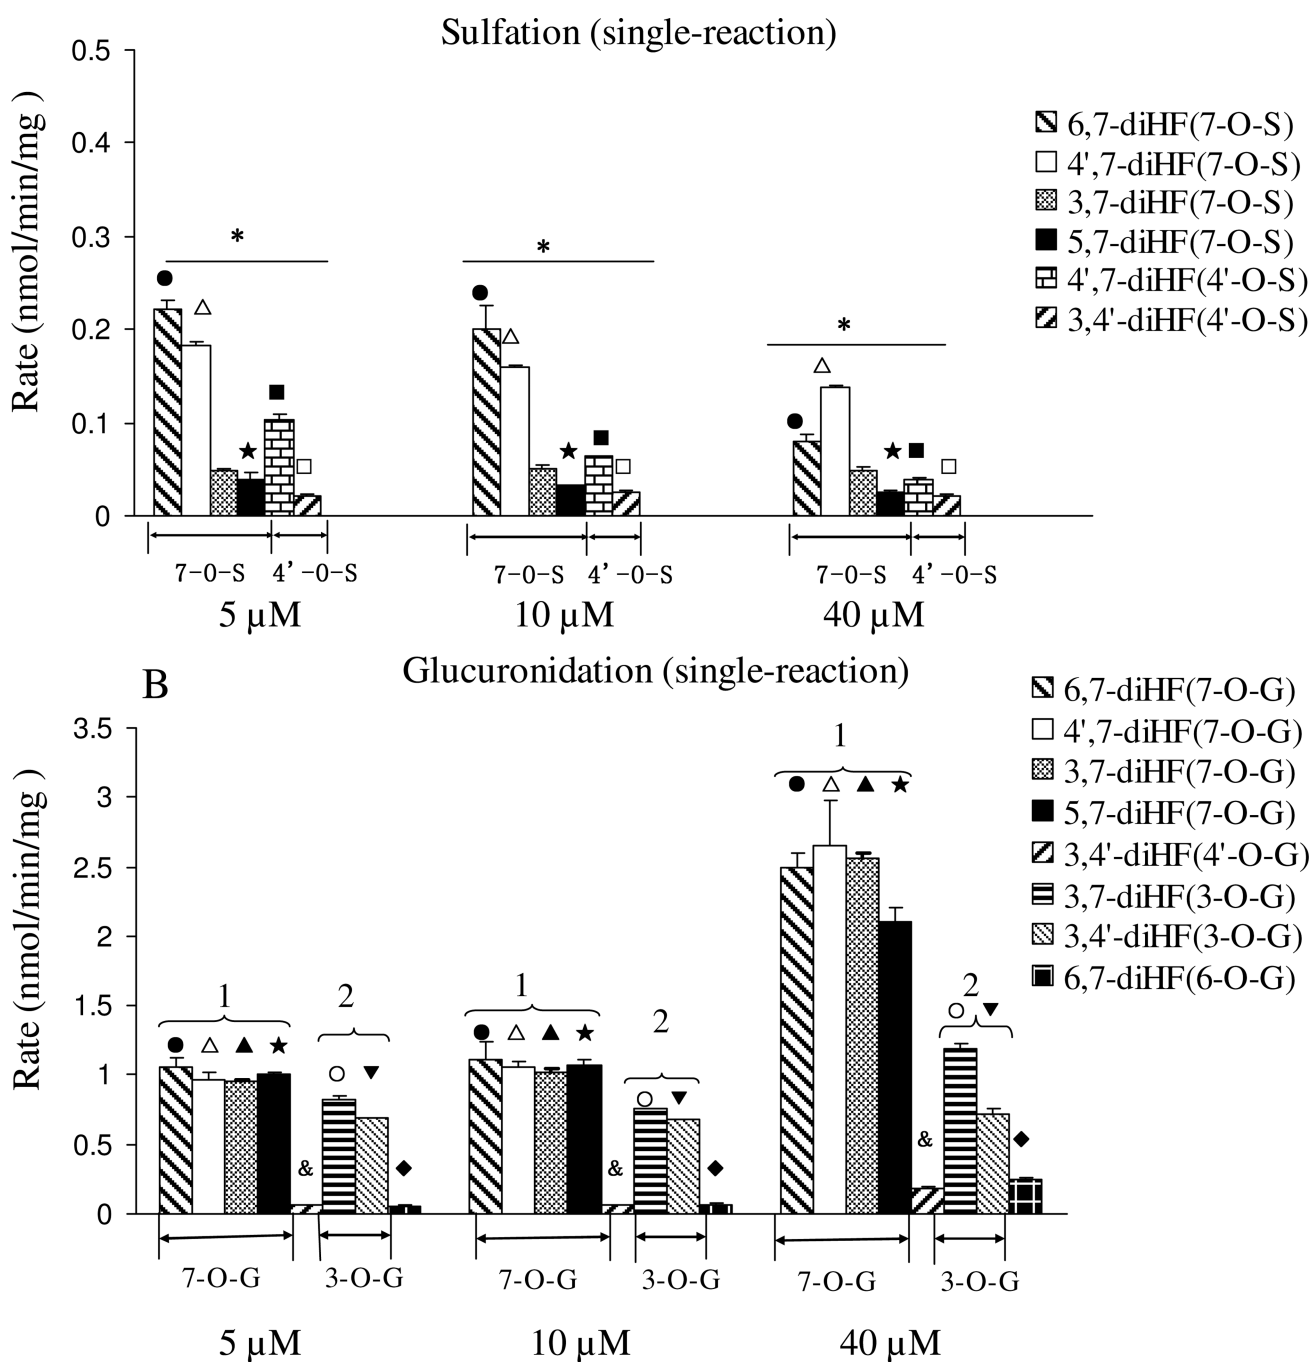 Sulfation (single-reaction)
Rate (nmol/min/mg )
0.5
0.4
0.3
0.2
0.1
0
*
*
*
6,7-diHF(7-O-S)
4',7-diHF(7-O-S)
3,7-diHF(7-O-S)
5,7-diHF(7-O-S)
4',7-diHF(4'-O-S)
3,4'-diHF(4'-O-S)
7-O-S 4'-O-S 7-O-S 4'-O-S 7-O-S 4'-O-S
5 µM 10 µM 40 µM
B
Glucuronidation (single-reaction)
Rate (nmol/min/mg )
3.5
3
2.5
2
1.5
1
0.5
0
1 2 1 2 1 2
& & &
6,7-diHF(7-O-G)
4',7-diHF(7-O-G)
3,7-diHF(7-O-G)
5,7-diHF(7-O-G)
3,4'-diHF(4'-O-G)
3,7-diHF(3-O-G)
3,4'-diHF(3-O-G)
6,7-diHF(6-O-G)
7-O-G 3-O-G 7-O-G 3-O-G 7-O-G 3-O-G
5 µM 10 µM 40 µM